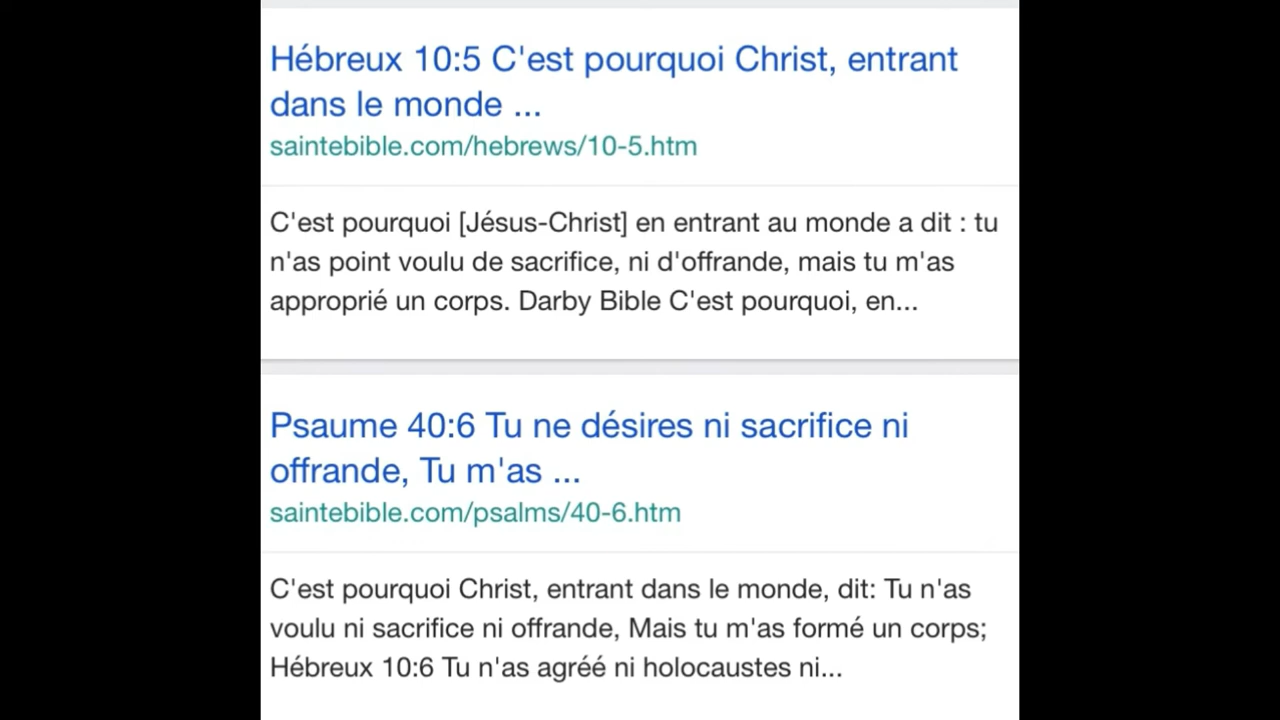 Hébreux 10:5 C'est pourquoi Christ, entrant
dans le monde ...
saintebible.com/hebrews/10-5.htm
C'est pourquoi [Jésus-Christ] en entrant au monde a dit : tu
n'as point voulu de sacrifice, ni d'offrande, mais tu m'as
approprié un corps. Darby Bible C'est pourquoi, en...
Psaume 40:6 Tu ne désires ni sacrifice ni
offrande, Tu m'as ...
saintebible.com/psalms/40-6.htm
C'est pourquoi Christ, entrant dans le monde, dit: Tu n'as
voulu ni sacrifice ni offrande, Mais tu m'as formé un corps;
Hébreux 10:6 Tu n'as agréé ni holocaustes ni...